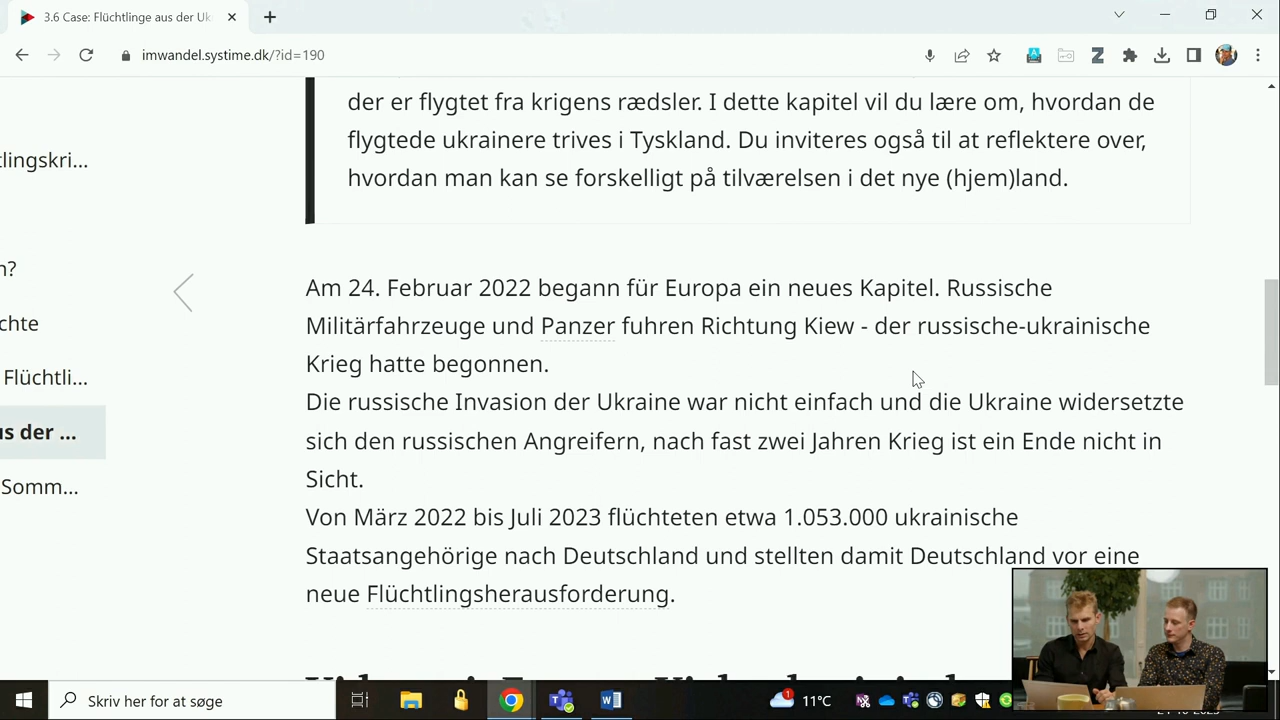 3.6 Case: Flüchtlinge aus der Uk
imwandel.systime.dk/?id=190
der er flygtet fra krigens rædsler. I dette kapitel vil du lære om, hvordan de
flygtede ukrainere trives i Tyskland. Du inviteres også til at reflektere over,
hvordan man kan se forskelligt på tilværelsen i det nye (hjem)land.
tlingskri...
n?
chte
Flüchtli...
us der ...
Somm...
Am 24. Februar 2022 begann für Europa ein neues Kapitel. Russische
Militärfahrzeuge und Panzer fuhren Richtung Kiew - der russische-ukrainische
Krieg hatte begonnen.
Die russische Invasion der Ukraine war nicht einfach und die Ukraine widersetzte
sich den russischen Angreifern, nach fast zwei Jahren Krieg ist ein Ende nicht in
Sicht.
Von März 2022 bis Juli 2023 flüchteten etwa 1.053.000 ukrainische
Staatsangehörige nach Deutschland und stellten damit Deutschland vor eine
neue Flüchtlingsherausforderung.
Skriv her for at søge
1
11°C